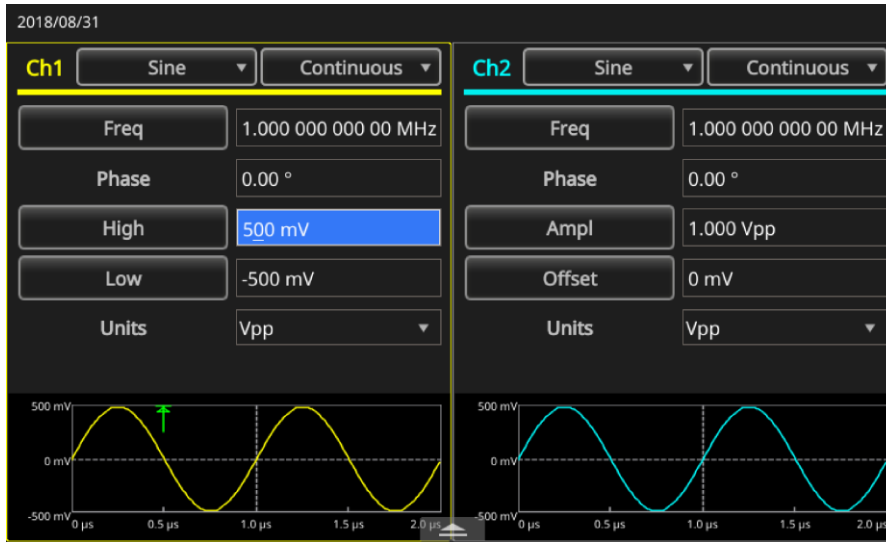 2018/08/31
Ch1 Sine Continuous
Freq 1.000 000 000 00 MHz
Phase 0.00 °
High 500 mV
Low -500 mV
Units Vpp
500 mV
0 mV
-500 mV
0 µs 0.5 µs 1.0 µs 1.5 µs 2.0 µs
Ch2 Sine Continuous
Freq 1.000 000 000 00 MHz
Phase 0.00 °
Ampl 1.000 Vpp
Offset 0 mV
Units Vpp
500 mV
0 mV
-500 mV
0 µs 0.5 µs 1.0 µs 1.5 µs 2.0 µs